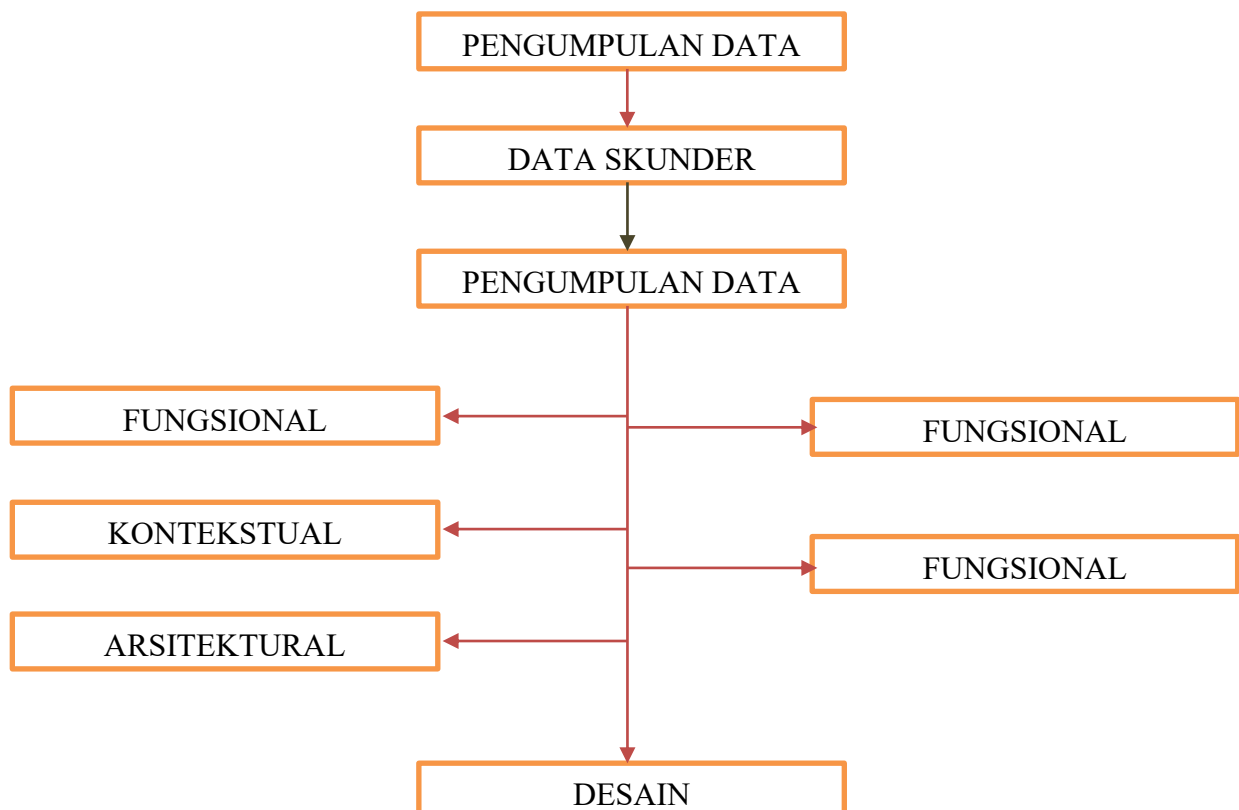 PENGUMPULAN DATA
DATA SKUNDER
PENGUMPULAN DATA
FUNGSIONAL
FUNGSIONAL
KONTEKSTUAL
FUNGSIONAL
ARSITEKTURAL
DESAIN